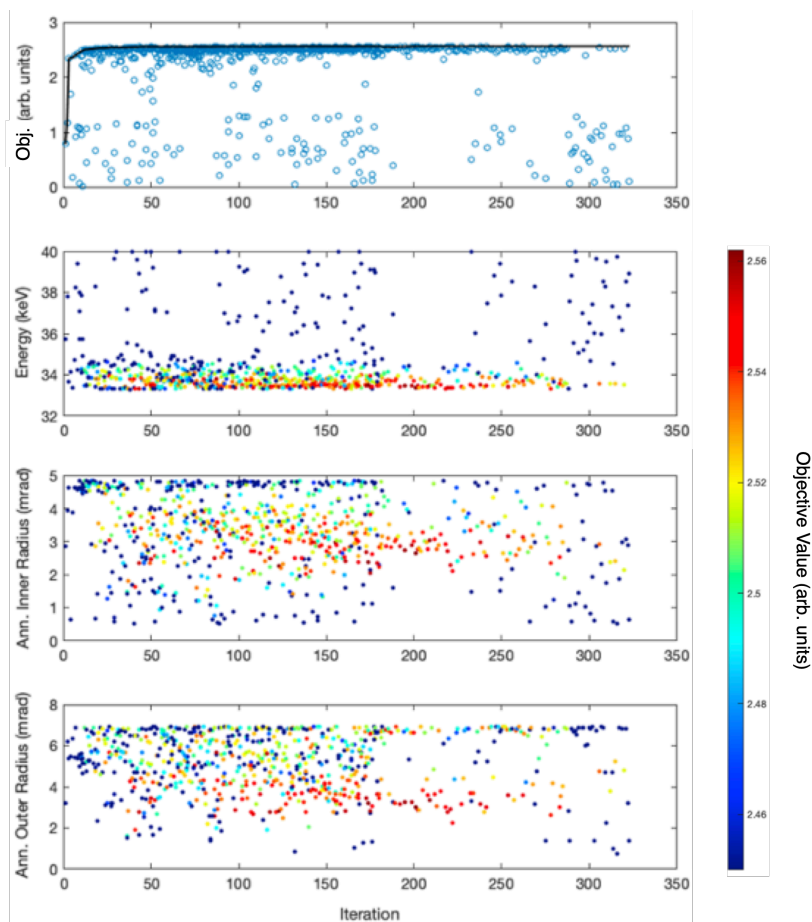 3
2
1
0
Obj. (arb. units)
0 50 100 150 200 250 300 350
40
38
36
34
32
Energy (keV)
0 50 100 150 200 250 300 350
5
4
3
2
1
0
Ann. Inner Radius (mrad)
0 50 100 150 200 250 300 350
8
6
4
2
0
Ann. Outer Radius (mrad)
0 50 100 150 200 250 300 350
Iteration
2.56
2.54
2.52
2.5
2.48
2.46
Objective Value (arb. units)